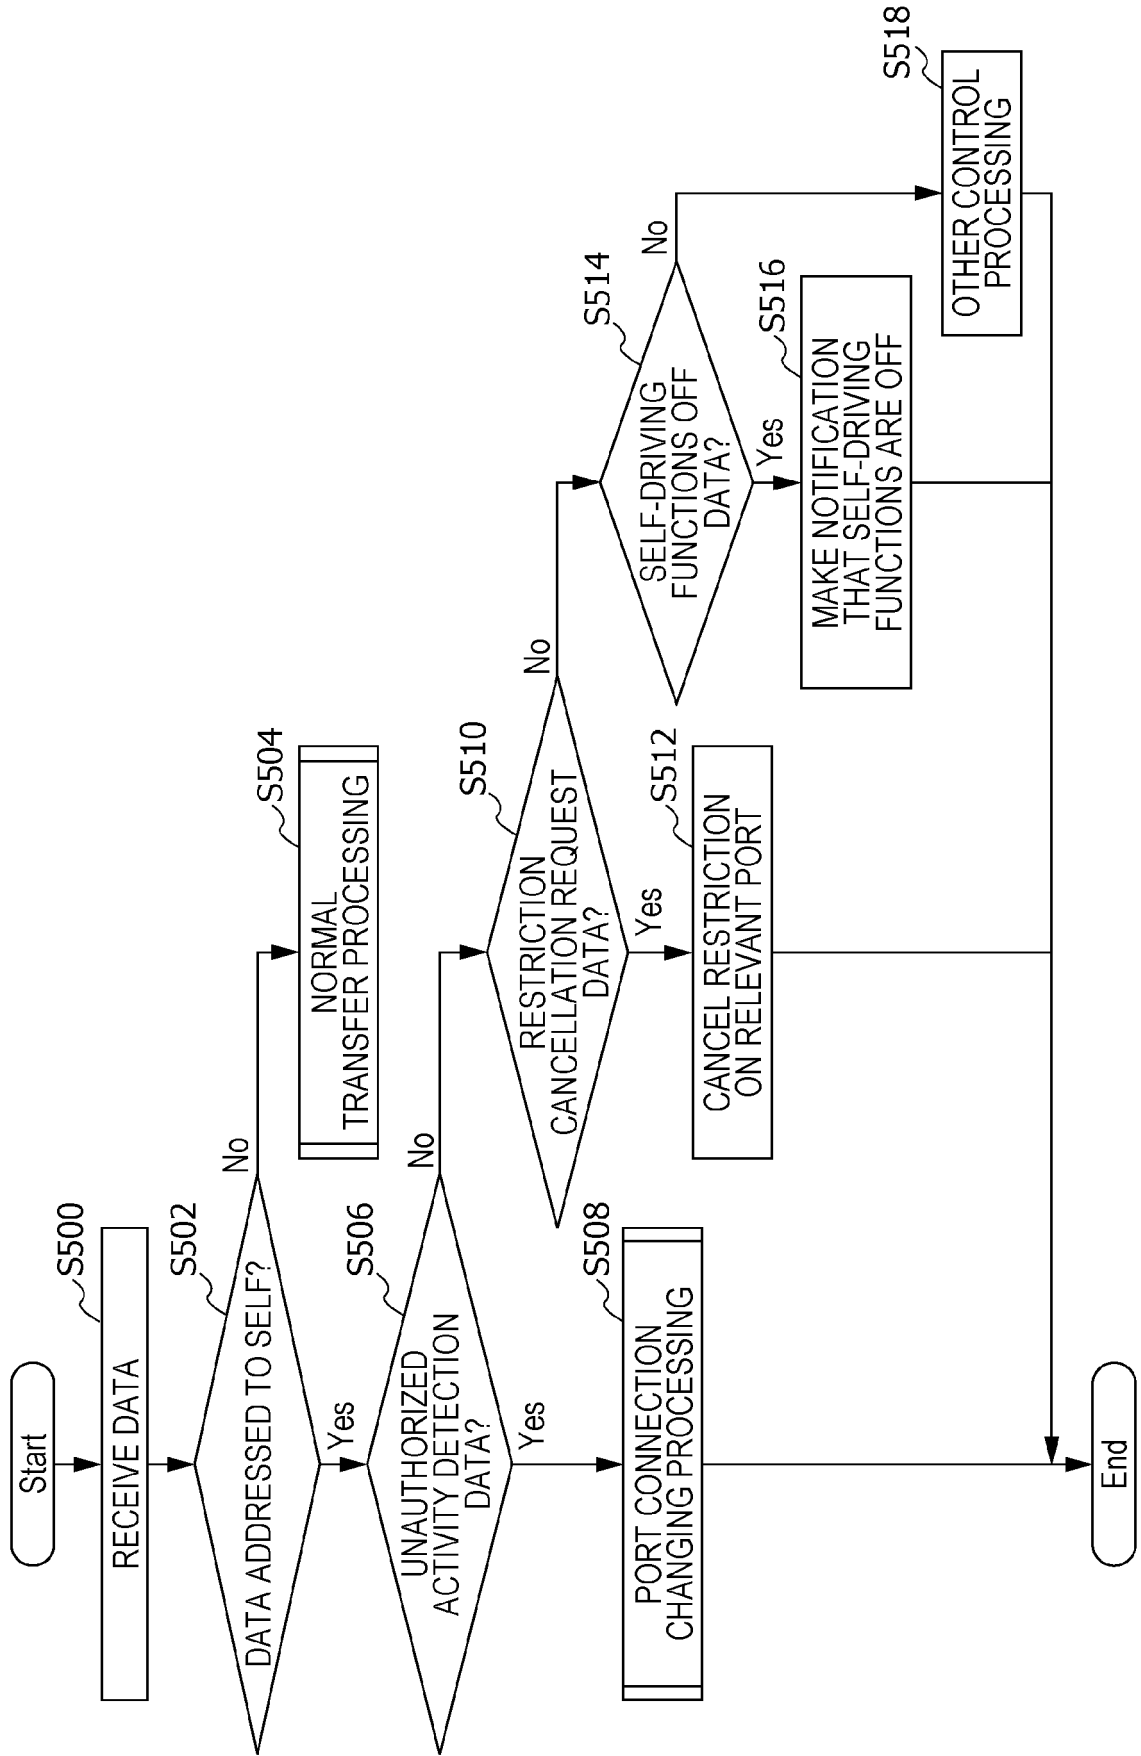 Start
S500
RECEIVE DATA
S502
DATA ADDRESSED TO SELF?
No
Yes
S504
NORMAL
TRANSFER PROCESSING
S506
UNAUTHORIZED
ACTIVITY DETECTION
DATA?
No
Yes
S508
PORT CONNECTION
CHANGING PROCESSING
S510
RESTRICTION
CANCELLATION REQUEST
DATA?
No
Yes
S512
CANCEL RESTRICTION
ON RELEVANT PORT
S514
SELF-DRIVING
FUNCTIONS OFF
DATA?
No
Yes
S516
MAKE NOTIFICATION
THAT SELF-DRIVING
FUNCTIONS ARE OFF
S518
OTHER CONTROL
PROCESSING
End